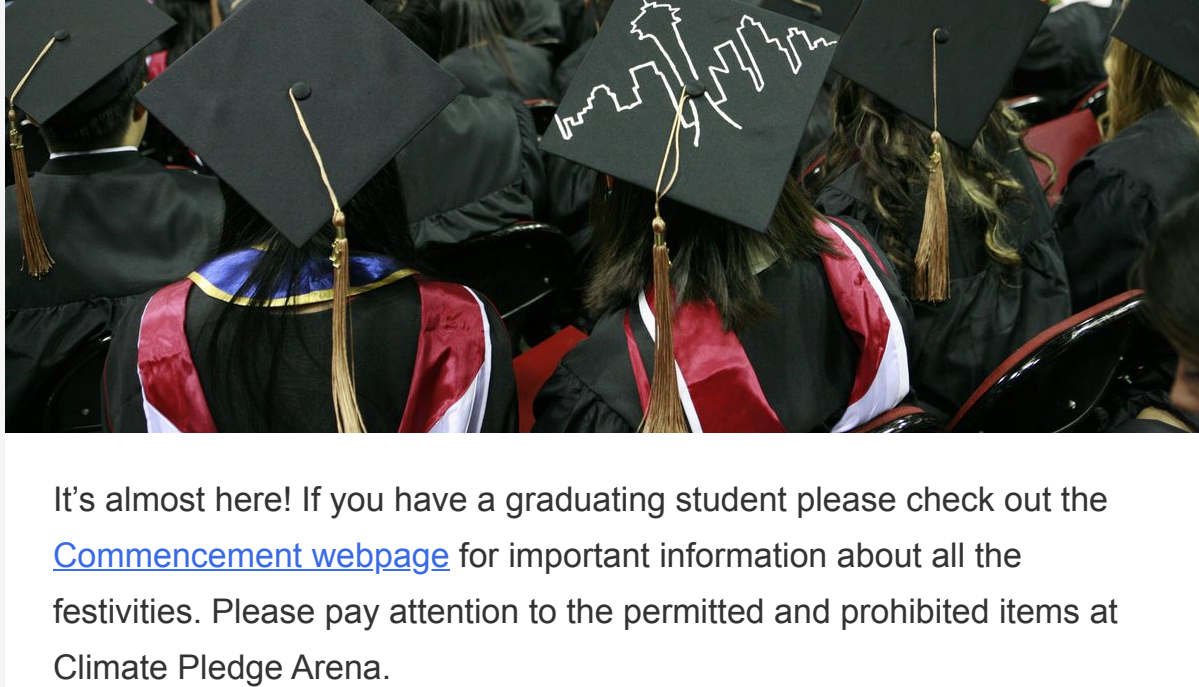 It’s almost here! If you have a graduating student please check out the
Commencement webpage for important information about all the
festivities. Please pay attention to the permitted and prohibited items at
Climate Pledge Arena.